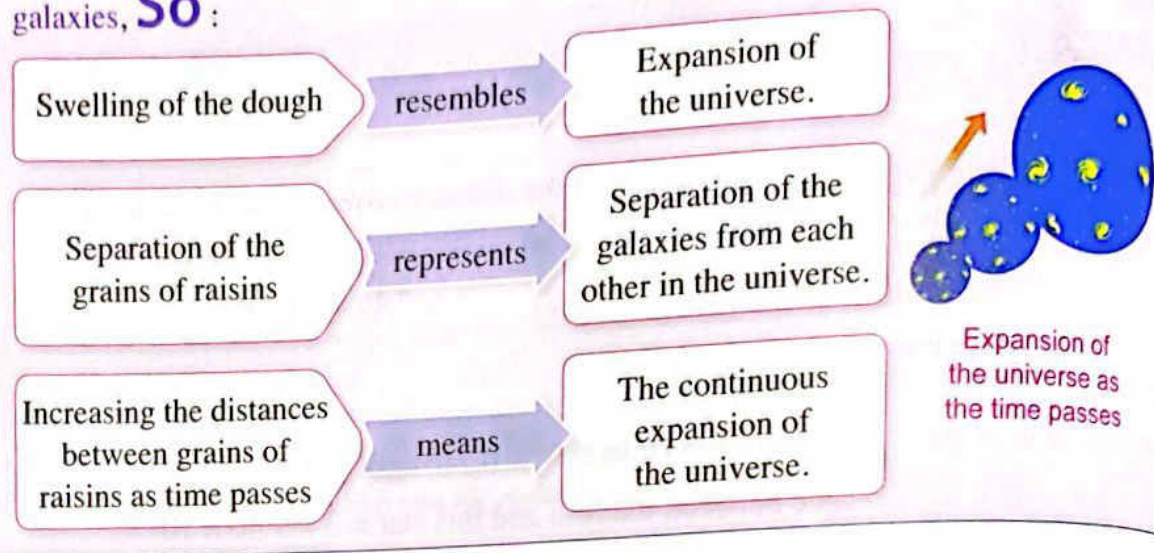 galaxies, So :
Swelling of the dough
resembles
Expansion of
the universe.
Separation of the
grains of raisins
represents
Separation of the
galaxies from each
other in the universe.
Increasing the distances
between grains of
raisins as time passes
means
The continuous
expansion of
the universe.
Expansion of
the universe as
the time passes